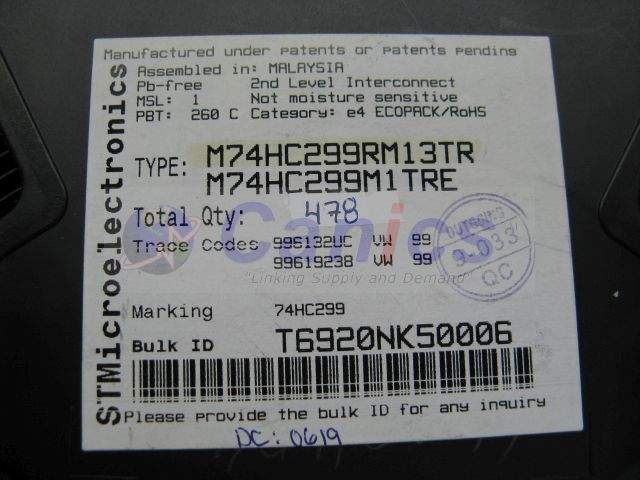 Manufactured under patents or patents pending
STMicroelectronics
Assembled in: MALAYSIA
Pb-free 2nd Level Interconnect
MSL: 1 Not moisture sensitive
PBT: 260 C Category: e4 ECOPACK/RoHS
TYPE: M74HC299RM13TR
M74HC299M1TRE
Total Qty: 478
Canics
Trace Codes 996132UC VW 99
99619238 VW 99
"Linking Supply and Demand"
OUTGOING
9-033
QC
Marking 74HC299
Bulk ID T6920NK50006
Please provide the bulk ID for any inquiry
DC: 0619